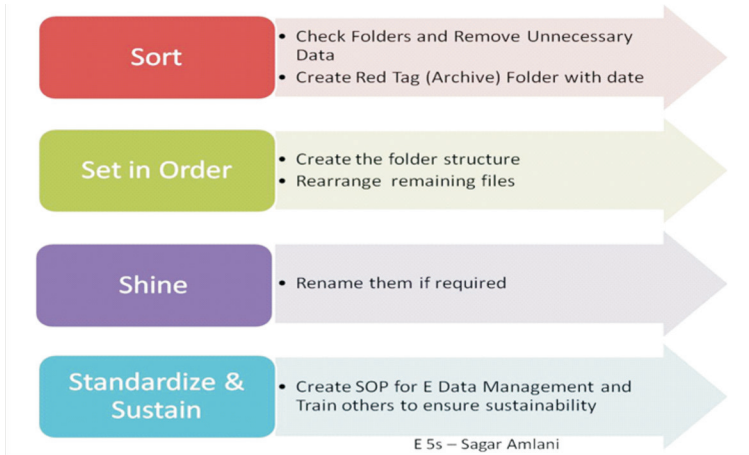 Sort
• Check Folders and Remove Unnecessary
Data
• Create Red Tag (Archive) Folder with date
Set in Order
• Create the folder structure
• Rearrange remaining files
Shine
• Rename them if required
Standardize &
Sustain
• Create SOP for E Data Management and
Train others to ensure sustainability
E 5s – Sagar Amlani